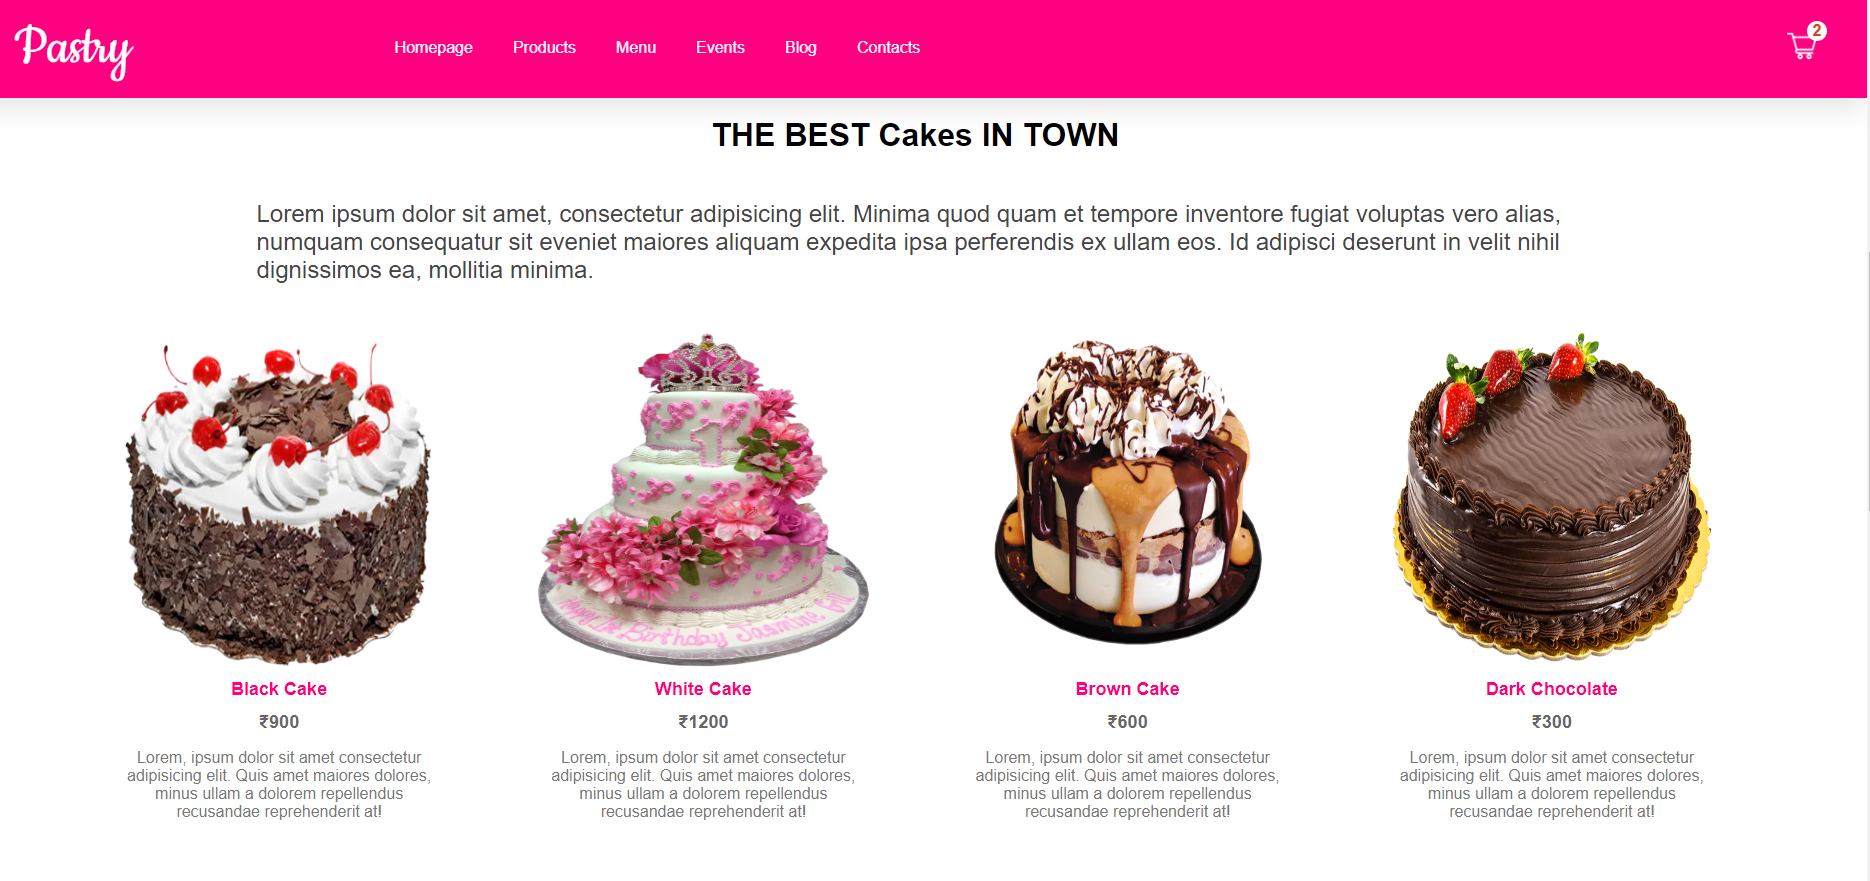 Pastry
Homepage Products Menu Events Blog Contacts
2
THE BEST Cakes IN TOWN
Lorem ipsum dolor sit amet, consectetur adipisicing elit. Minima quod quam et tempore inventore fugiat voluptas vero alias,
numquam consequatur sit eveniet maiores aliquam expedita ipsa perferendis ex ullam eos. Id adipisci deserunt in velit nihil
dignissimos ea, mollitia minima.
1
Happy 1st Birthday Jasmine
Black Cake
₹900
Lorem, ipsum dolor sit amet consectetur
adipisicing elit. Quis amet maiores dolores,
minus ullam a dolorem repellendus
recusandae reprehenderit at!
White Cake
₹1200
Lorem, ipsum dolor sit amet consectetur
adipisicing elit. Quis amet maiores dolores,
minus ullam a dolorem repellendus
recusandae reprehenderit at!
Brown Cake
₹600
Lorem, ipsum dolor sit amet consectetur
adipisicing elit. Quis amet maiores dolores,
minus ullam a dolorem repellendus
recusandae reprehenderit at!
Dark Chocolate
₹300
Lorem, ipsum dolor sit amet consectetur
adipisicing elit. Quis amet maiores dolores,
minus ullam a dolorem repellendus
recusandae reprehenderit at!